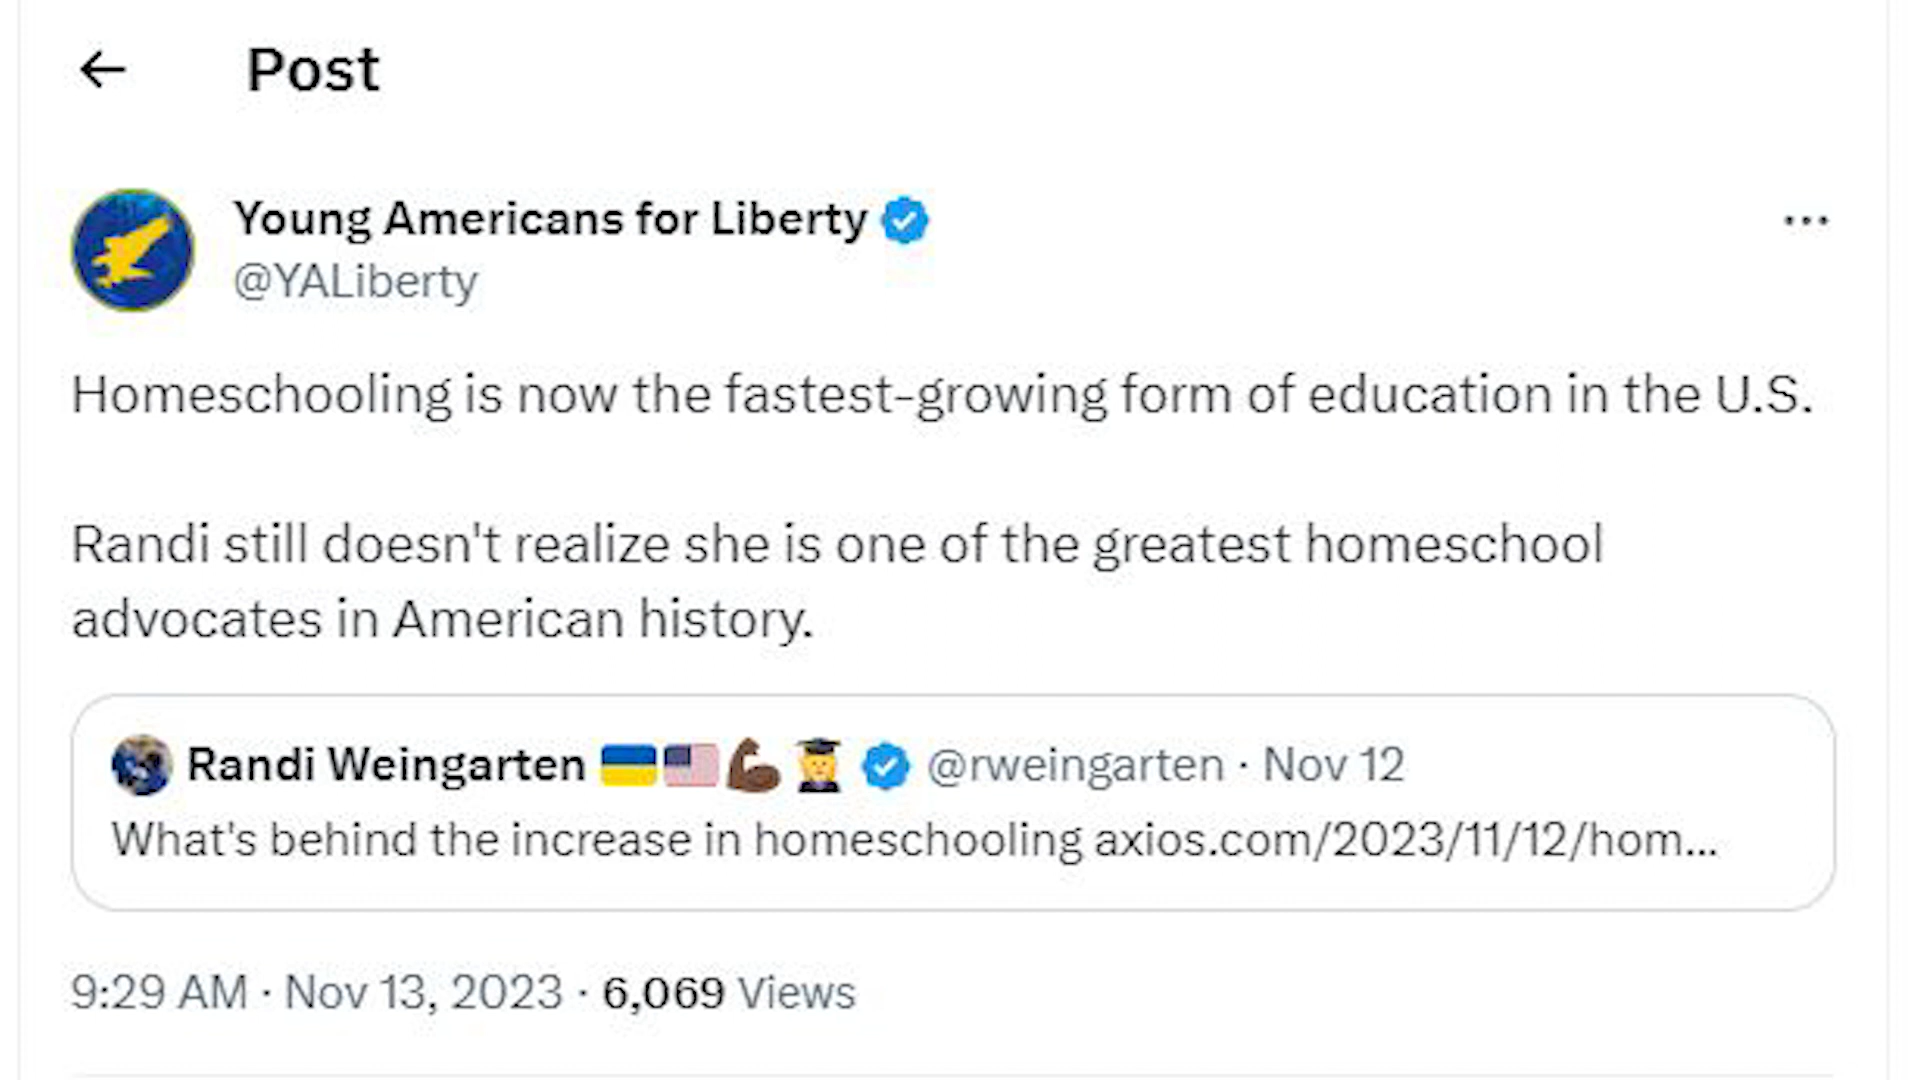 Post
Young Americans for Liberty
@YALiberty
Homeschooling is now the fastest-growing form of education in the U.S.
Randi still doesn't realize she is one of the greatest homeschool
advocates in American history.
Randi Weingarten 🇺🇦🇺🇸💪🏿👩‍🎓 @rweingarten · Nov 12
What's behind the increase in homeschooling axios.com/2023/11/12/hom...
9:29 AM · Nov 13, 2023 · 6,069 Views